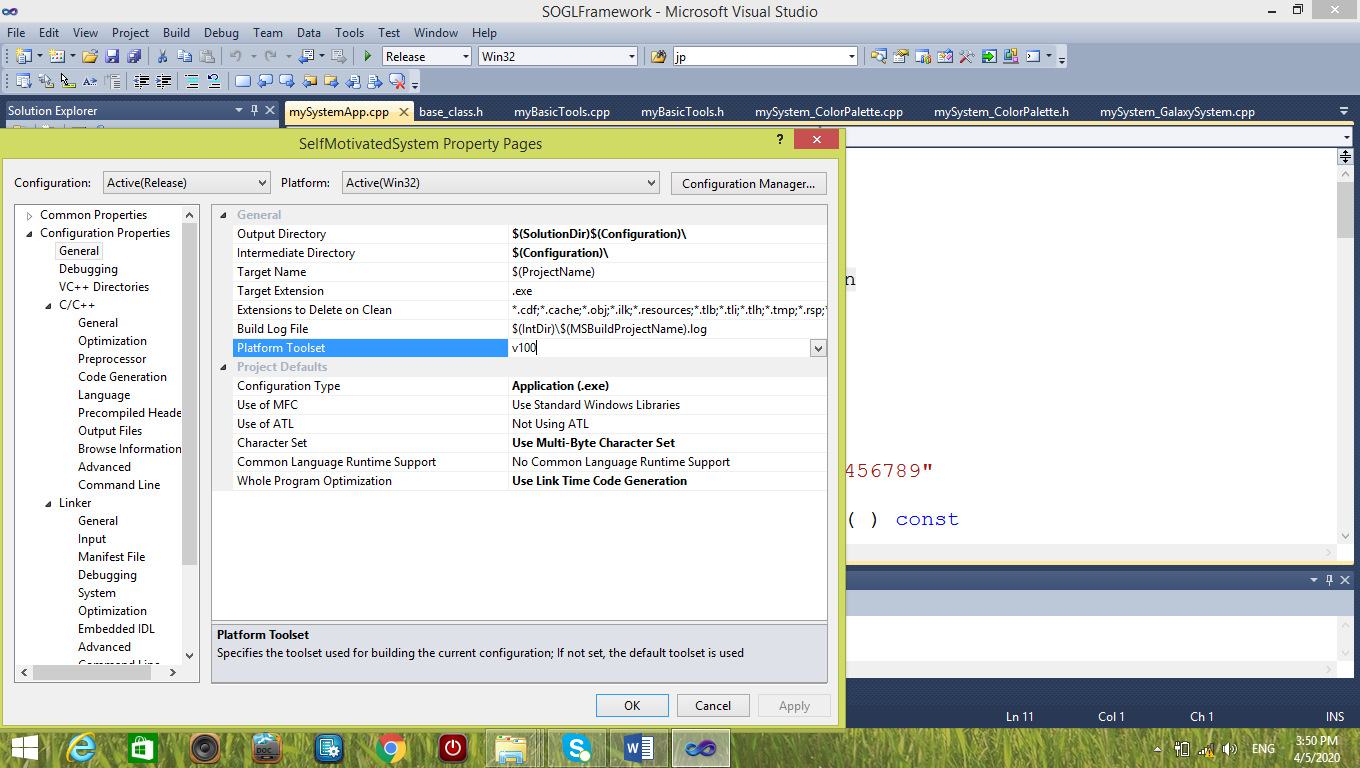 SOGLFramework - Microsoft Visual Studio
File Edit View Project Build Debug Team Data Tools Test Window Help
Release Win32 jp
Solution Explorer
mySystemApp.cpp base_class.h myBasicTools.cpp myBasicTools.h mySystem_ColorPalette.cpp mySystem_ColorPalette.h mySystem_GalaxySystem.cpp
SelfMotivatedSystem Property Pages ?
Configuration: Active(Release) Platform: Active(Win32) Configuration Manager...
Common Properties
Configuration Properties
General
Debugging
VC++ Directories
C/C++
General
Optimization
Preprocessor
Code Generation
Language
Precompiled Heade
Output Files
Browse Information
Advanced
Command Line
Linker
General
Input
Manifest File
Debugging
System
Optimization
Embedded IDL
Advanced
Command Line
General
Output Directory $(SolutionDir)$(Configuration)\
Intermediate Directory $(Configuration)\
Target Name $(ProjectName)
Target Extension .exe
Extensions to Delete on Clean *.cdf;*.cache;*.obj;*.ilk;*.resources;*.tlb;*.tli;*.tlh;*.tmp;*.rsp;*
Build Log File $(IntDir)\$(MSBuildProjectName).log
Platform Toolset v100
Project Defaults
Configuration Type Application (.exe)
Use of MFC Use Standard Windows Libraries
Use of ATL Not Using ATL
Character Set Use Multi-Byte Character Set
Common Language Runtime Support No Common Language Runtime Support
Whole Program Optimization Use Link Time Code Generation
Platform Toolset
Specifies the toolset used for building the current configuration; If not set, the default toolset is used
OK Cancel Apply
n
456789"
( ) const
Ln 11 Col 1 Ch 1 INS
DOC
ENG
3:50 PM
4/5/2020